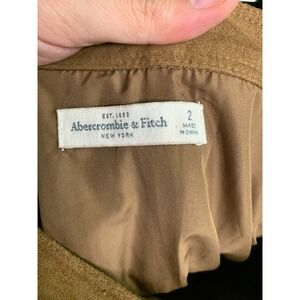 EST. 1892
Abercrombie & Fitch
NEW YORK
2
MADE
IN CHINA